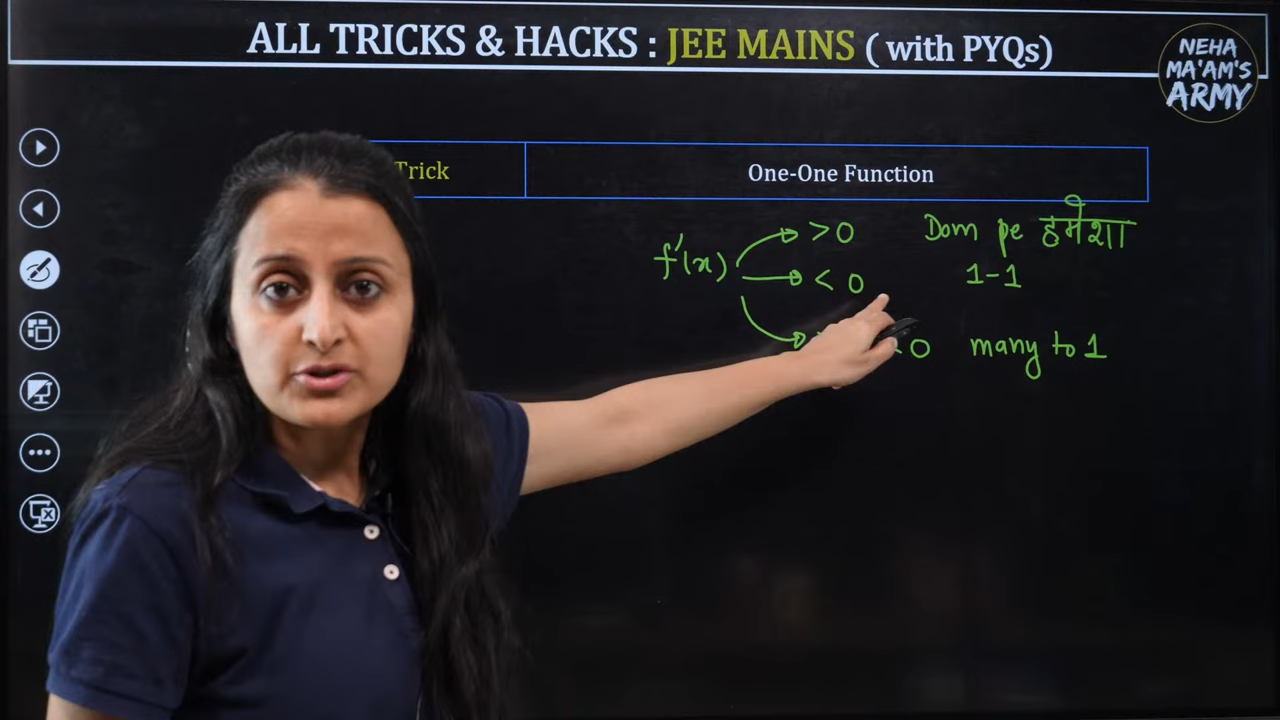 ALL TRICKS & HACKS : JEE MAINS ( with PYQs)
NEHA
MA'AM'S
ARMY
Trick
One-One Function
f'(x)
> 0 Dom pe हमेशा
< 0 1-1
< 0 many to 1